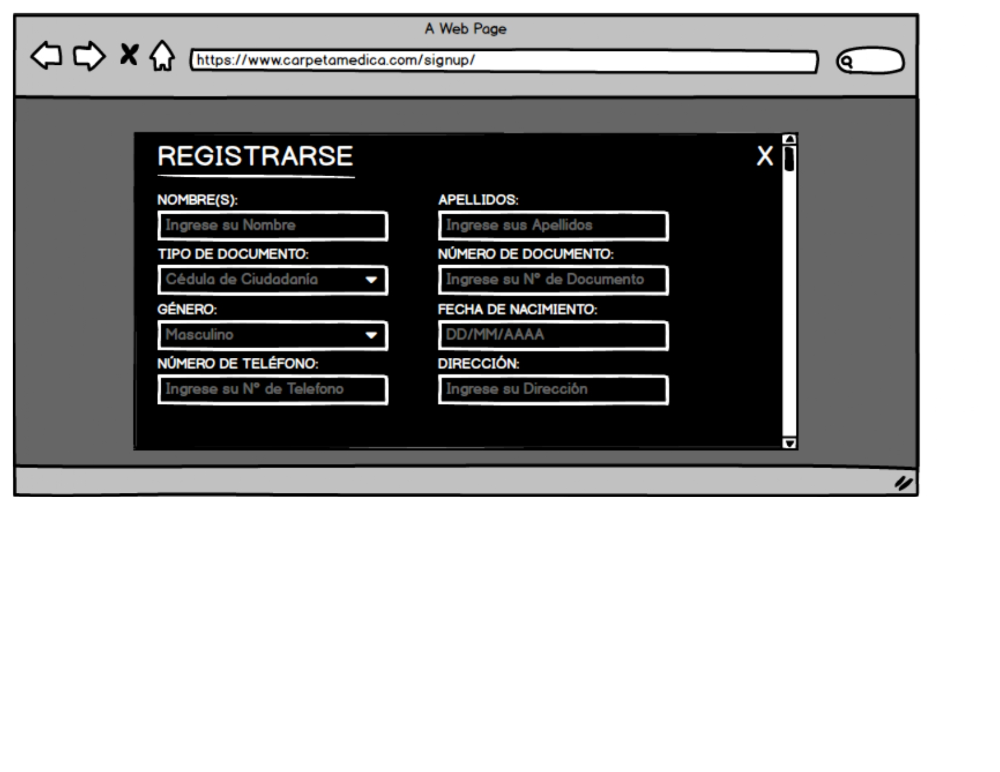 A Web Page
https://www.carpetamedica.com/signup/
REGISTRARSE X
NOMBRE(S): APELLIDOS:
Ingrese su Nombre Ingrese sus Apellidos
TIPO DE DOCUMENTO: NÚMERO DE DOCUMENTO:
Cédula de Ciudadanía Ingrese su N° de Documento
GÉNERO: FECHA DE NACIMIENTO:
Masculino DD/MM/AAAA
NÚMERO DE TELÉFONO: DIRECCIÓN:
Ingrese su N° de Telefono Ingrese su Dirección